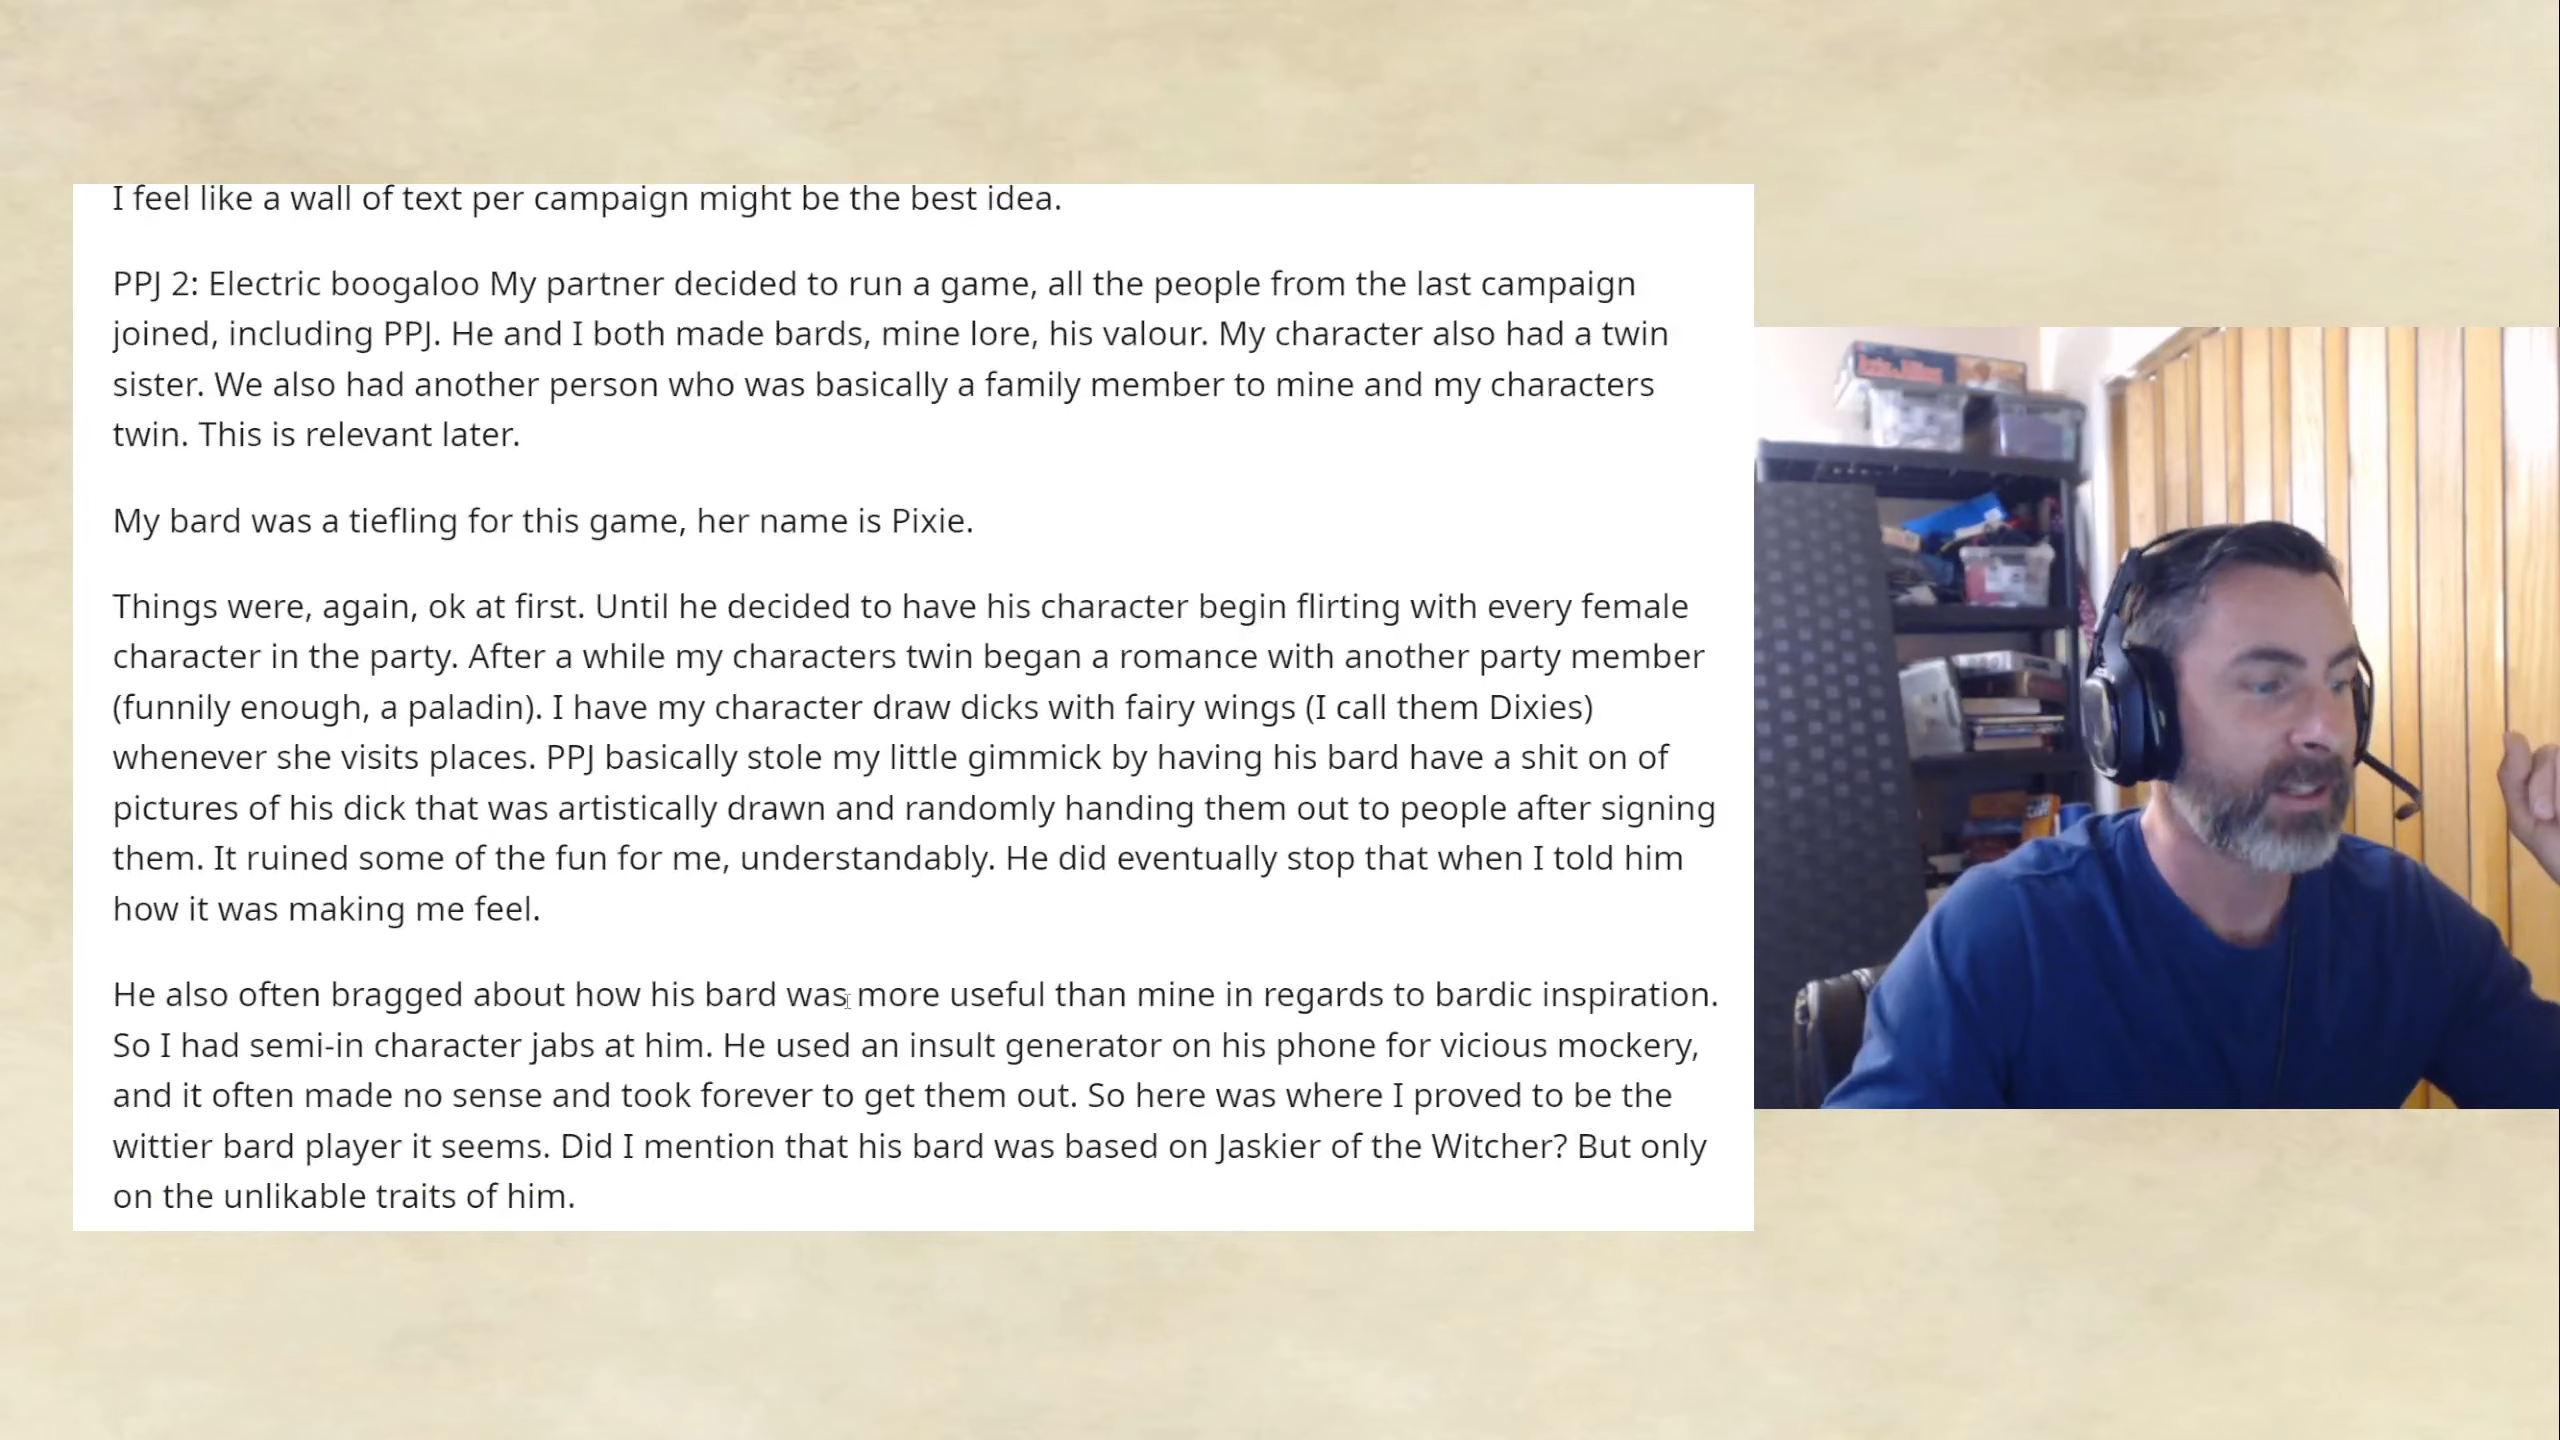 I feel like a wall of text per campaign might be the best idea.
PPJ 2: Electric boogaloo My partner decided to run a game, all the people from the last campaign
joined, including PPJ. He and I both made bards, mine lore, his valour. My character also had a twin
sister. We also had another person who was basically a family member to mine and my characters
twin. This is relevant later.
My bard was a tiefling for this game, her name is Pixie.
Things were, again, ok at first. Until he decided to have his character begin flirting with every female
character in the party. After a while my characters twin began a romance with another party member
(funnily enough, a paladin). I have my character draw dicks with fairy wings (I call them Dixies)
whenever she visits places. PPJ basically stole my little gimmick by having his bard have a shit on of
pictures of his dick that was artistically drawn and randomly handing them out to people after signing
them. It ruined some of the fun for me, understandably. He did eventually stop that when I told him
how it was making me feel.
He also often bragged about how his bard was more useful than mine in regards to bardic inspiration.
So I had semi-in character jabs at him. He used an insult generator on his phone for vicious mockery,
and it often made no sense and took forever to get them out. So here was where I proved to be the
wittier bard player it seems. Did I mention that his bard was based on Jaskier of the Witcher? But only
on the unlikable traits of him.